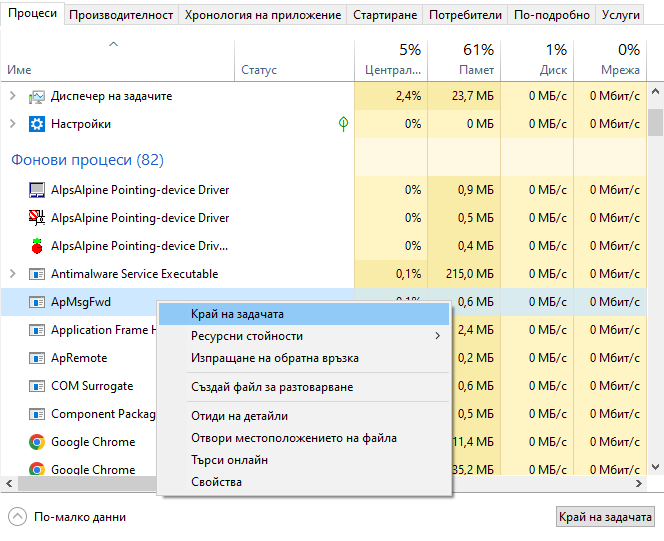 Процеси Производителност Хронология на приложение Стартиране Потребители По-подробно Услуги
5% 61% 1% 0%
Име Статус Централ... Памет Диск Мрежа
Диспечер на задачите 2,4% 23,7 МБ 0 МБ/с 0 Мбит/с
Настройки 0% 0 МБ 0 МБ/с 0 Мбит/с
Фонови процеси (82)
AlpsAlpine Pointing-device Driver 0% 0,9 МБ 0 МБ/с 0 Мбит/с
AlpsAlpine Pointing-device Driver 0% 0,5 МБ 0 МБ/с 0 Мбит/с
AlpsAlpine Pointing-device Driv... 0% 0,4 МБ 0 МБ/с 0 Мбит/с
Antimalware Service Executable 0,1% 215,0 МБ 0 МБ/с 0 Мбит/с
ApMsgFwd 0,1% 0,6 МБ 0 МБ/с 0 Мбит/с
Application Frame H 2,4 МБ 0 МБ/с 0 Мбит/с
ApRemote 0,2 МБ 0 МБ/с 0 Мбит/с
COM Surrogate 0,6 МБ 0 МБ/с 0 Мбит/с
Component Packag 0,5 МБ 0 МБ/с 0 Мбит/с
Google Chrome 11,4 МБ 0 МБ/с 0 Мбит/с
Google Chrome 35,2 МБ 0 МБ/с 0 Мбит/с
Край на задачата
Ресурсни стойности
Изпращане на обратна връзка
Създай файл за разтоварване
Отиди на детайли
Отвори местоположението на файла
Търси онлайн
Свойства
По-малко данни Край на задачата